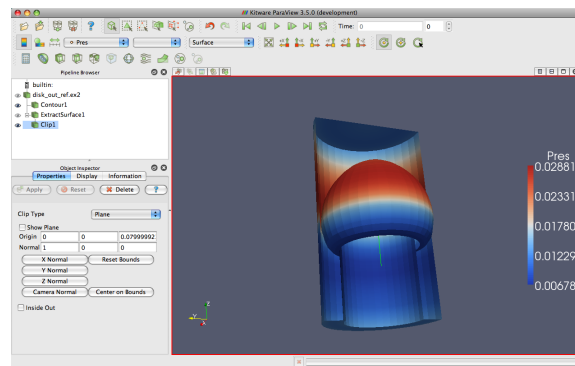 Kitware ParaView 3.5.0 (development)
Time: 0 0
Pres Surface
Pipeline Browser
builtin:
disk_out_ref.ex2
Contour1
ExtractSurface1
Clip1
Object Inspector
Properties Display Information
Apply Reset Delete ?
Clip Type Plane
Show Plane
Origin 0 0 0.07999992
Normal 1 0 0
X Normal Reset Bounds
Y Normal
Z Normal
Camera Normal Center on Bounds
Inside Out
Pres
0.02881
0.02331
0.01780
0.01229
0.00678
Z
Y
X